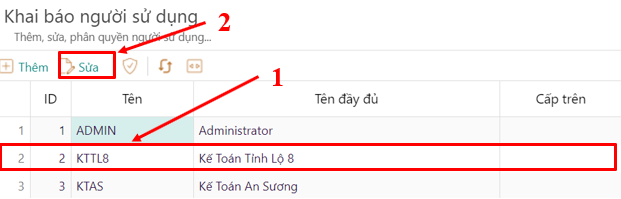 Khai báo người sử dụng
Thêm, sửa, phân quyền người sử dụng...
2
Thêm Sửa
1
ID Tên Tên đầy đủ Cấp trên
1 1 ADMIN Administrator
2 2 KTTL8 Kế Toán Tỉnh Lộ 8
3 3 KTAS Kế Toán An Sương